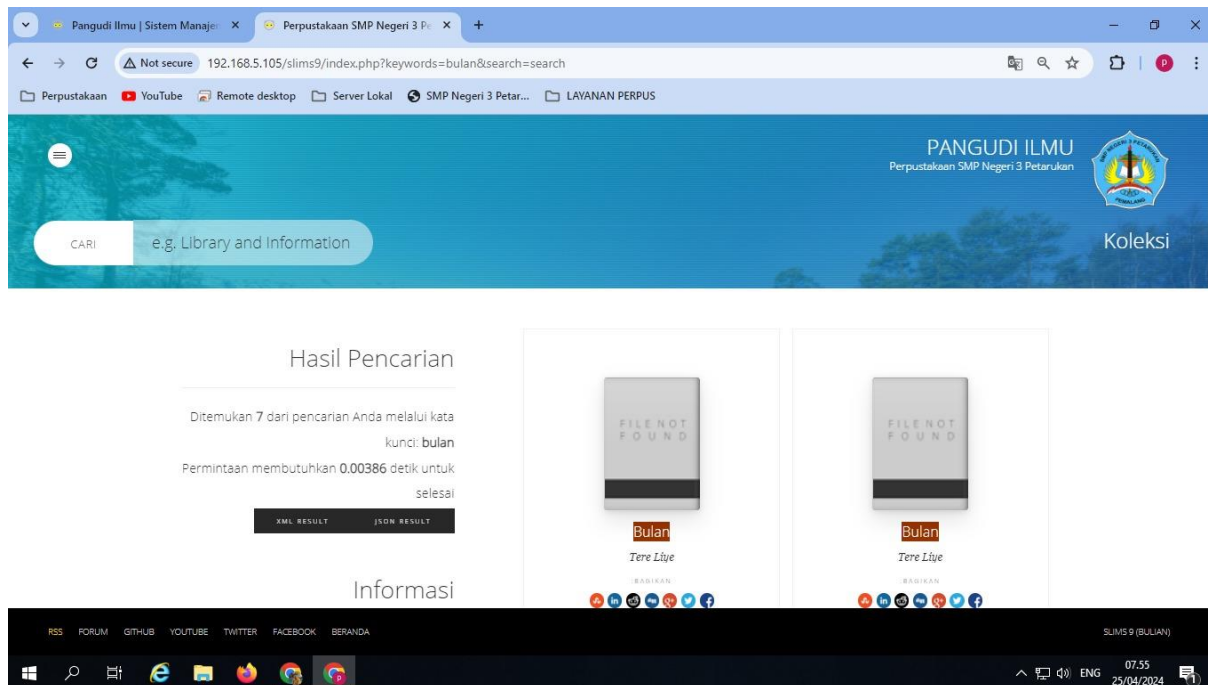 Pangudi Ilmu | Sistem Manaje
Perpustakaan SMP Negeri 3 Pe
Not secure
192.168.5.105/slims9/index.php?keywords=bulan&search=search
Perpustakaan
YouTube
Remote desktop
Server Lokal
SMP Negeri 3 Petar...
LAYANAN PERPUS
PANGUDI ILMU
Perpustakaan SMP Negeri 3 Petarukan
PEMALANG
CARI
e.g. Library and Information
Koleksi
Hasil Pencarian
Ditemukan 7 dari pencarian Anda melalui kata
kunci: bulan
Permintaan membutuhkan 0.00386 detik untuk
selesai
XML RESULT
JSON RESULT
Informasi
FILE NOT
FOUND
Bulan
Tere Liye
BAGIKAN
FILE NOT
FOUND
Bulan
Tere Liye
BAGIKAN
RSS FORUM GITHUB YOUTUBE TWITTER FACEBOOK BERANDA
SLIMS 9 (BULIAN)
ENG
07.55
25/04/2024